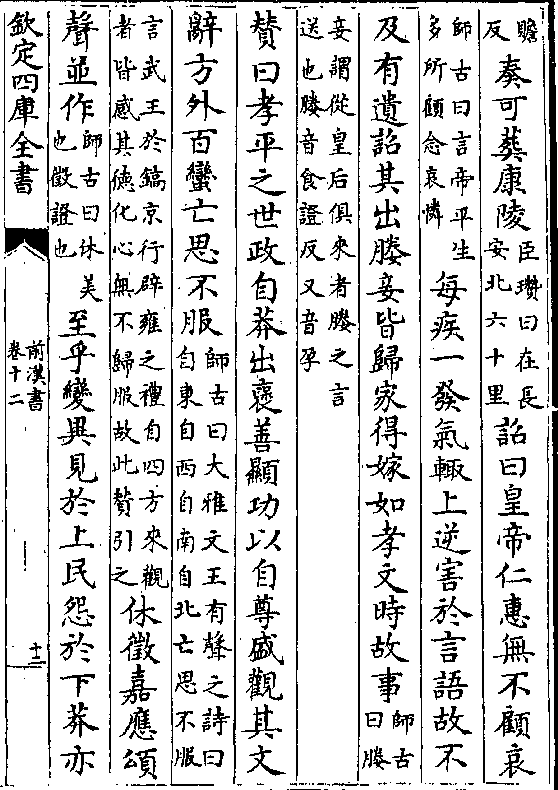 贍反奏可葬康陵臣瓚曰在長安北六十里詔曰皇帝仁惠無不顧哀
師古曰言帝平生多所顧念哀憐每疾一發氣輙上逆害於言語故不
及有遺詔其出媵妾皆歸家得嫁如孝文時故事師古曰媵
妾謂從皇后俱來者媵之言送也媵音食證反又音孕
賛曰孝平之世政自莽出褒善顯功以自尊盛觀其文
辭方外百蠻亡思不服師古曰大雅文王有聲之詩曰自東自西自南自北亡思不服
言武王於鎬京行辟雍之禮自四方來觀者皆感其德化心無不歸服故此賛引之休徵嘉應頌
聲並作師古曰休美也徵證也至乎變異見於上民怨於下莽亦
欽定四庫全書
前漢書
卷十二
十二